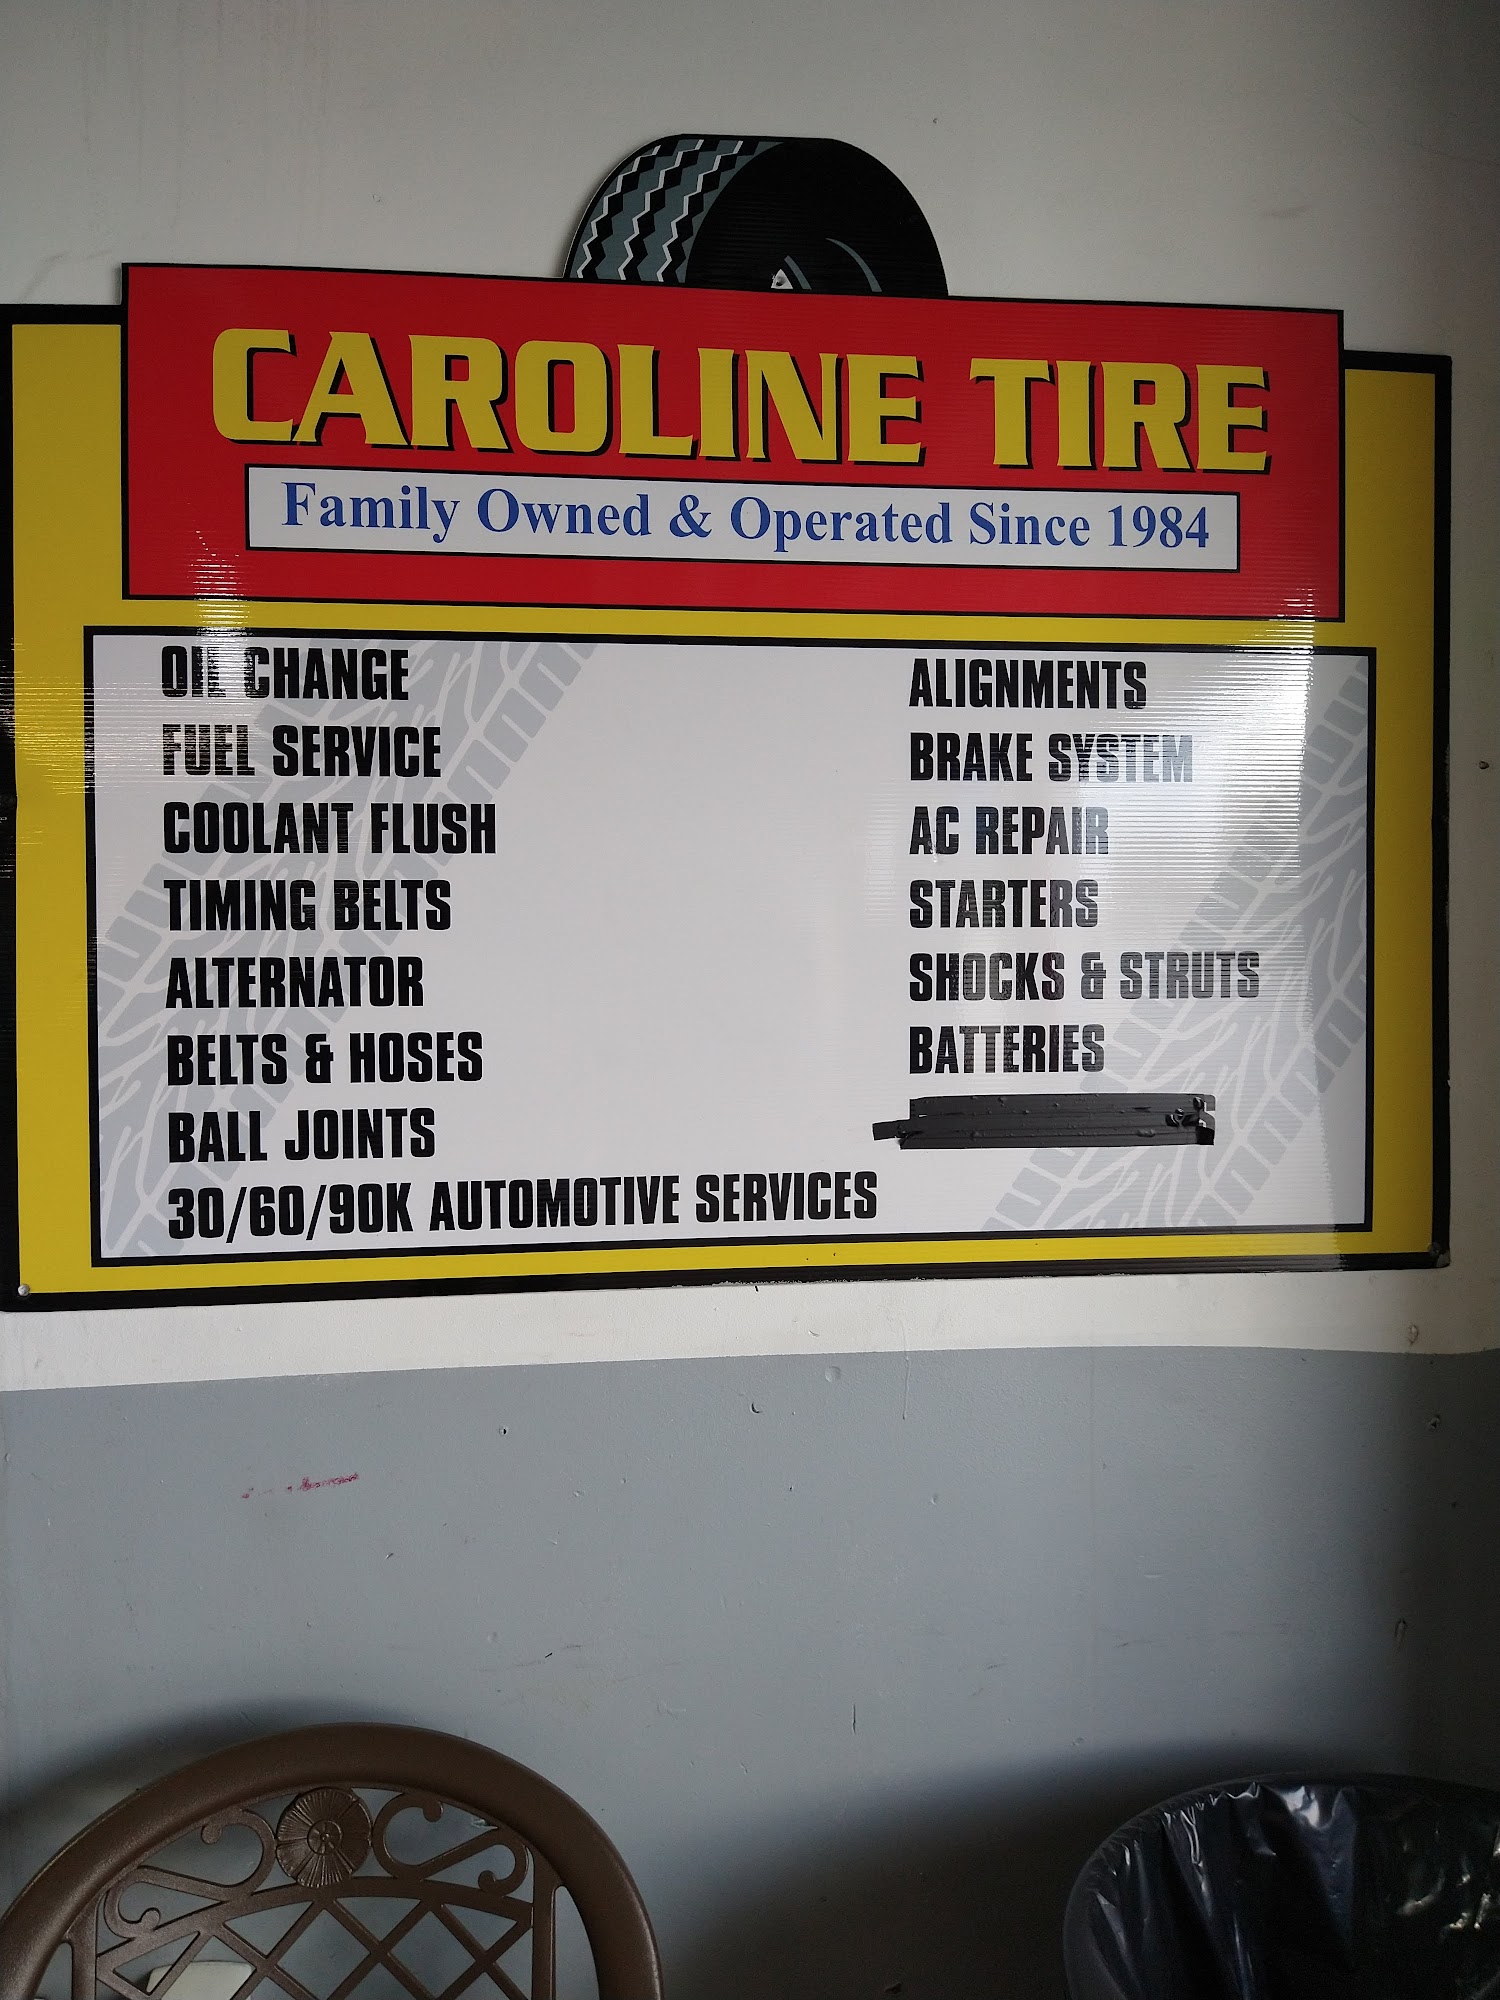 CAROLINE TIRE
Family Owned & Operated Since 1984
OIL CHANGE
FUEL SERVICE
COOLANT FLUSH
TIMING BELTS
ALTERNATOR
BELTS & HOSES
BALL JOINTS
30/60/90K AUTOMOTIVE SERVICES
ALIGNMENTS
BRAKE SYSTEM
AC REPAIR
STARTERS
SHOCKS & STRUTS
BATTERIES